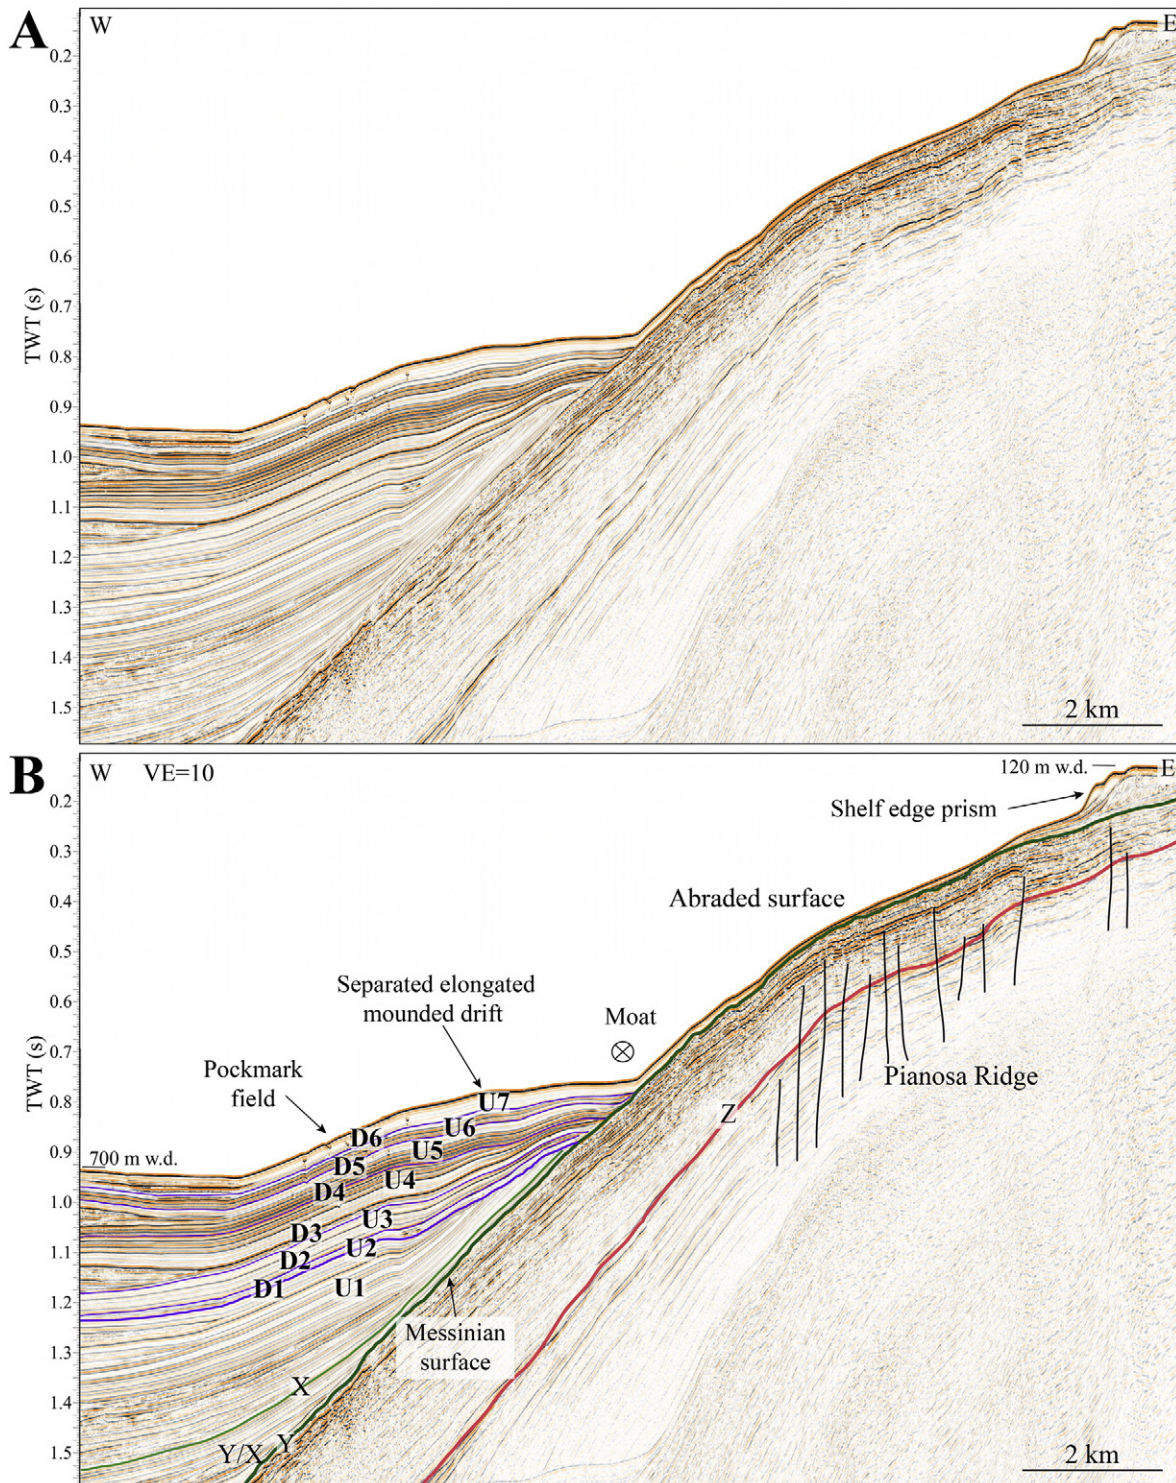 A
W
E
0.2
0.3
0.4
0.5
0.6
0.7
0.8
0.9
1.0
1.1
1.2
1.3
1.4
1.5
TWT (s)
2 km
B
W VE=10
120 m w.d.
E
Shelf edge prism
0.2
0.3
0.4
0.5
0.6
0.7
0.8
0.9
1.0
1.1
1.2
1.3
1.4
1.5
TWT (s)
Abraded surface
Separated elongated
mounded drift
Moat
Pockmark
field
Pianosa Ridge
700 m w.d.
U7
U6
U5
U4
U3
U2
U1
D6
D5
D4
D3
D2
D1
Z
Messinian
surface
X
Y/X
Y
2 km